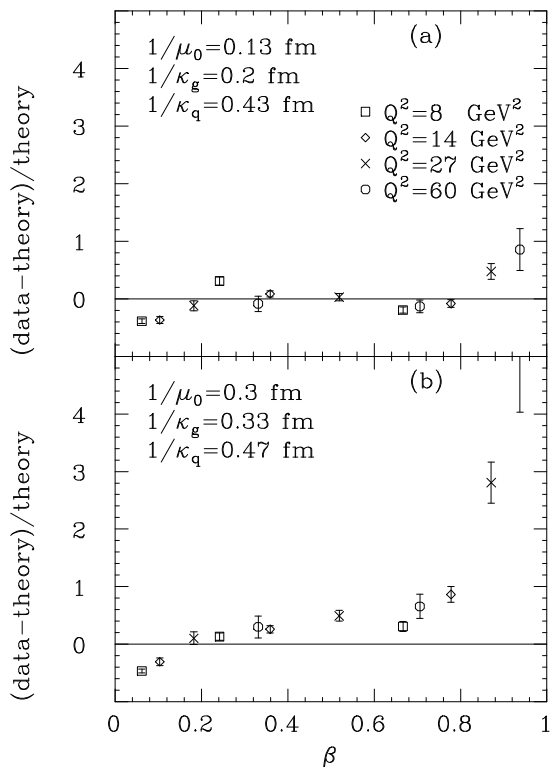 (a)
1/μ₀=0.13 fm
1/κ_g=0.2 fm
1/κ_q=0.43 fm
Q²=8 GeV²
Q²=14 GeV²
Q²=27 GeV²
Q²=60 GeV²
4
3
2
1
0
(data−theory)/theory
(b)
1/μ₀=0.3 fm
1/κ_g=0.33 fm
1/κ_q=0.47 fm
4
3
2
1
0
(data−theory)/theory
0 0.2 0.4 0.6 0.8 1
β